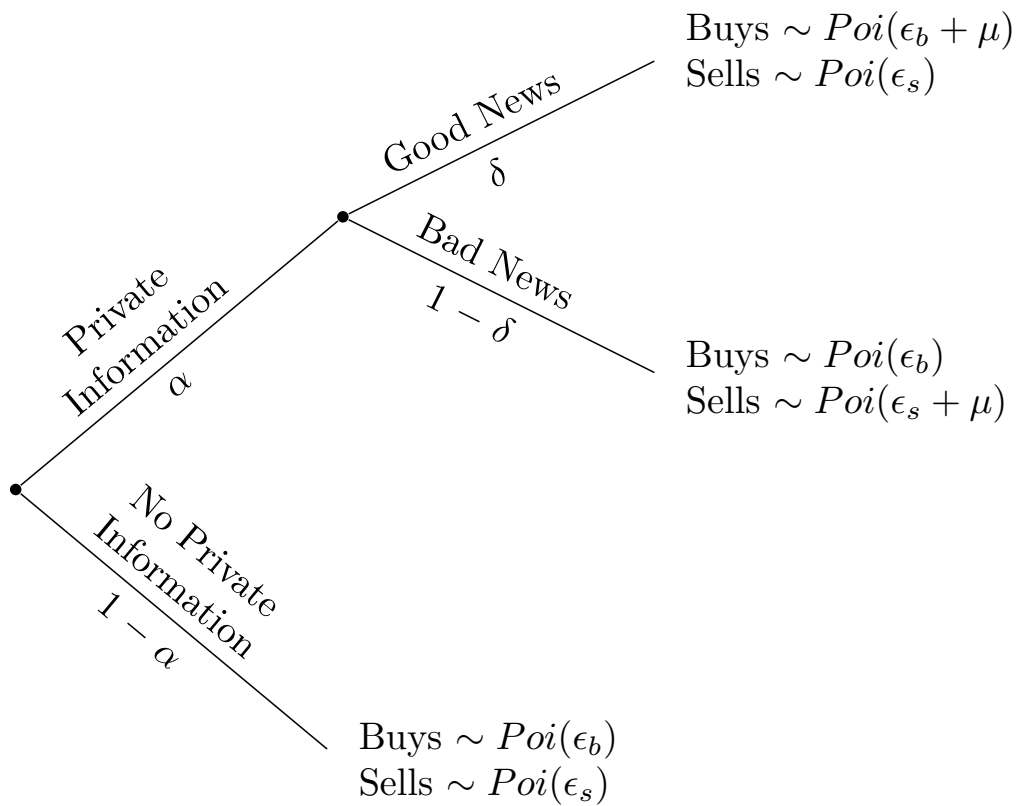 Buys ∼ Poi(ϵ_b + μ)
Sells ∼ Poi(ϵ_s)
Good News
δ
Bad News
1 − δ
Private
Information
α
Buys ∼ Poi(ϵ_b)
Sells ∼ Poi(ϵ_s + μ)
No Private
Information
1 − α
Buys ∼ Poi(ϵ_b)
Sells ∼ Poi(ϵ_s)